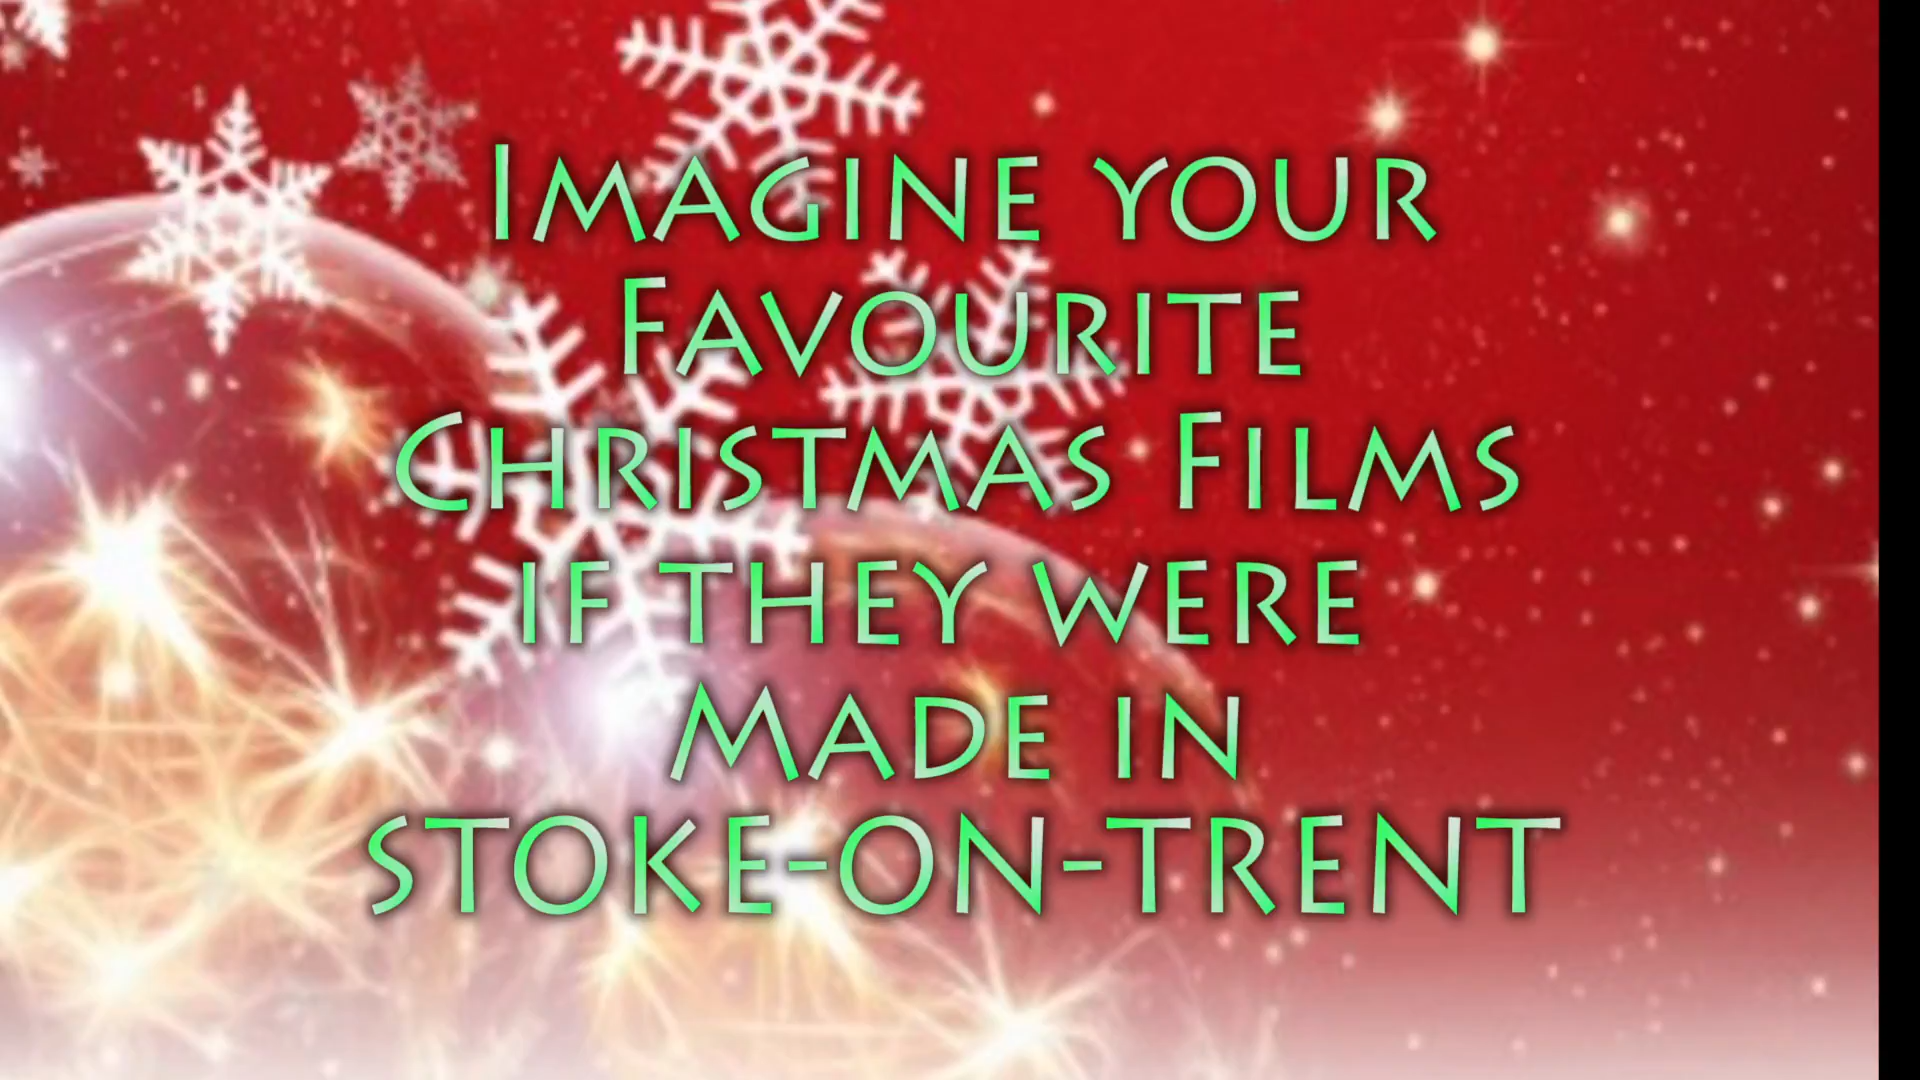 Imagine your
Favourite
Christmas Films
if they were
Made in
STOKE-ON-TRENT